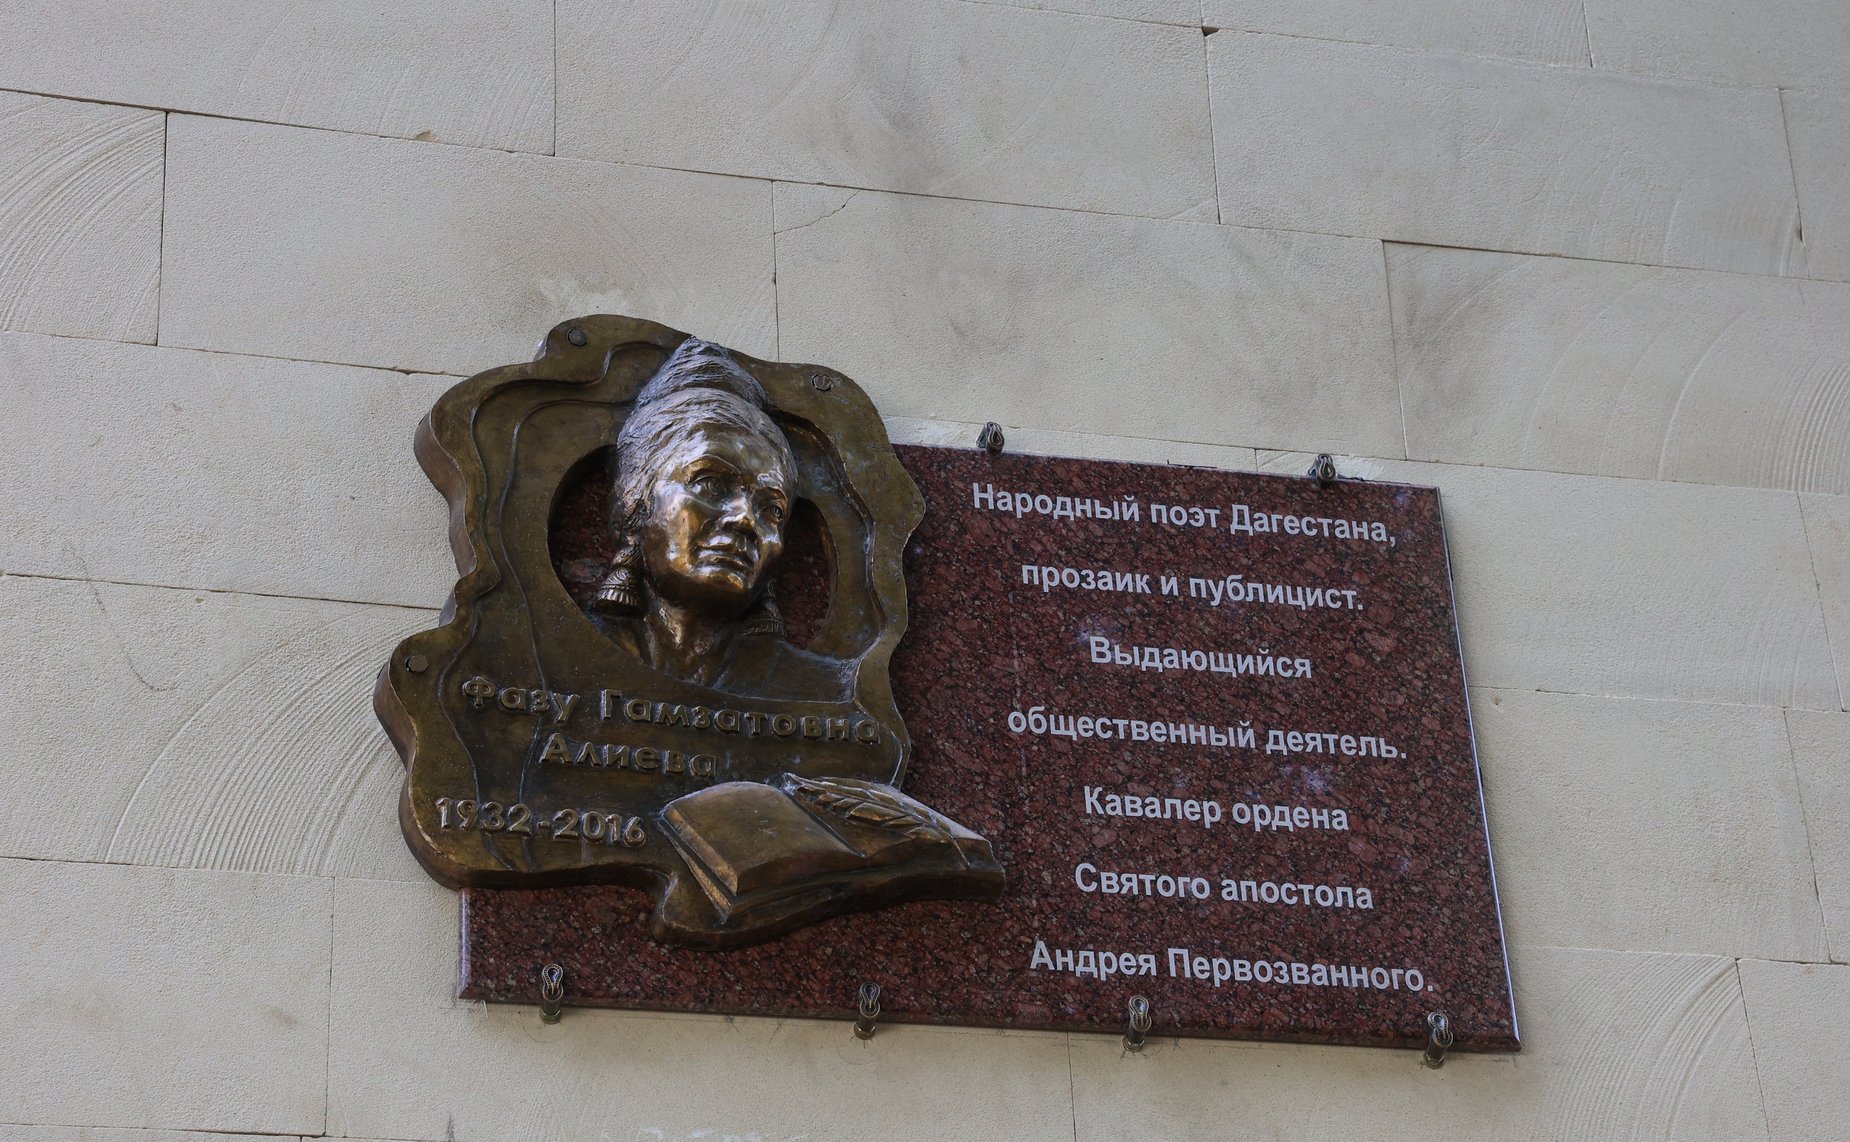 Фазу Гамзатовна
Алиева
1932-2016
Народный поэт Дагестана,
прозаик и публицист.
Выдающийся
общественный деятель.
Кавалер ордена
Святого апостола
Андрея Первозванного.